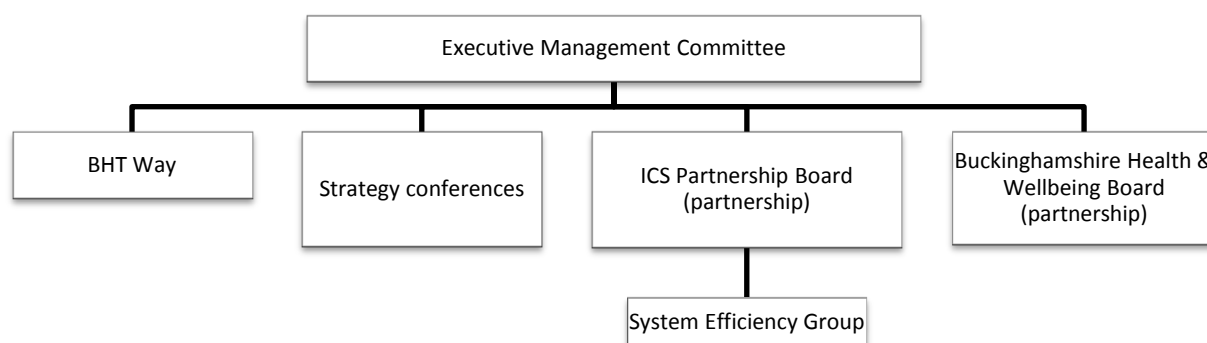 Executive Management Committee
BHT Way
Strategy conferences
ICS Partnership Board
(partnership)
Buckinghamshire Health &
Wellbeing Board
(partnership)
System Efficiency Group